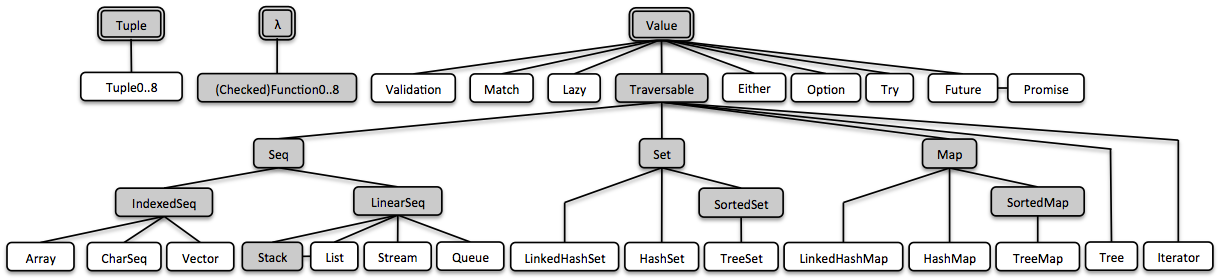 Tuple
λ
Value
Tuple0..8
(Checked)Function0..8
Validation
Match
Lazy
Traversable
Either
Option
Try
Future
Promise
Seq
Set
Map
IndexedSeq
LinearSeq
SortedSet
SortedMap
Array
CharSeq
Vector
Stack
List
Stream
Queue
LinkedHashSet
HashSet
TreeSet
LinkedHashMap
HashMap
TreeMap
Tree
Iterator